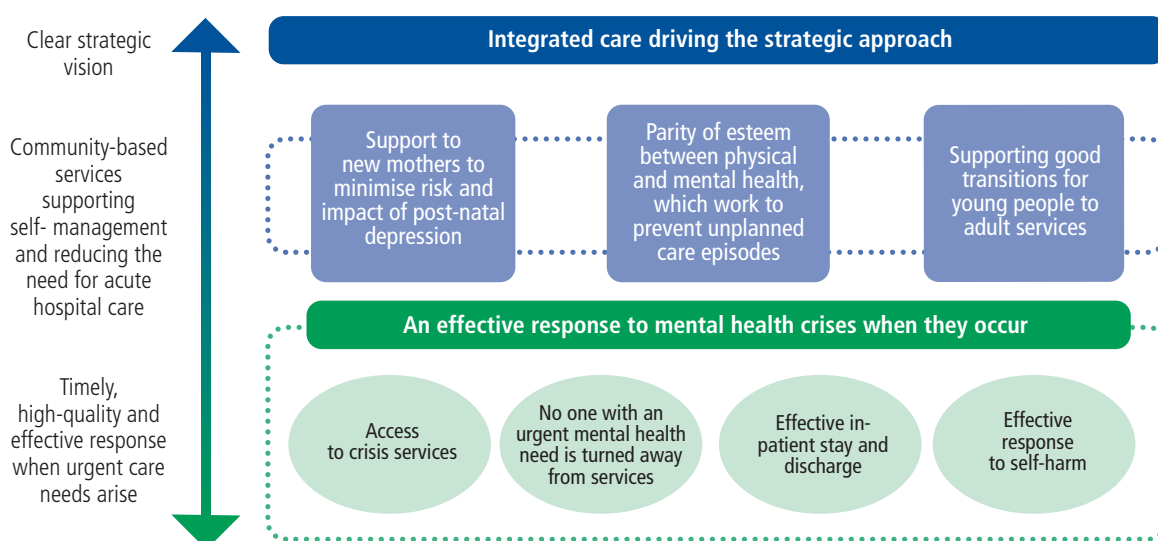 Clear strategic
vision
Integrated care driving the strategic approach
Community-based
services
supporting
self- management
and reducing the
need for acute
hospital care
Support to
new mothers to
minimise risk and
impact of post-natal
depression
Parity of esteem
between physical
and mental health,
which work to
prevent unplanned
care episodes
Supporting good
transitions for
young people to
adult services
An effective response to mental health crises when they occur
Timely,
high-quality and
effective response
when urgent care
needs arise
Access
to crisis services
No one with an
urgent mental health
need is turned away
from services
Effective in-
patient stay and
discharge
Effective
response
to self-harm